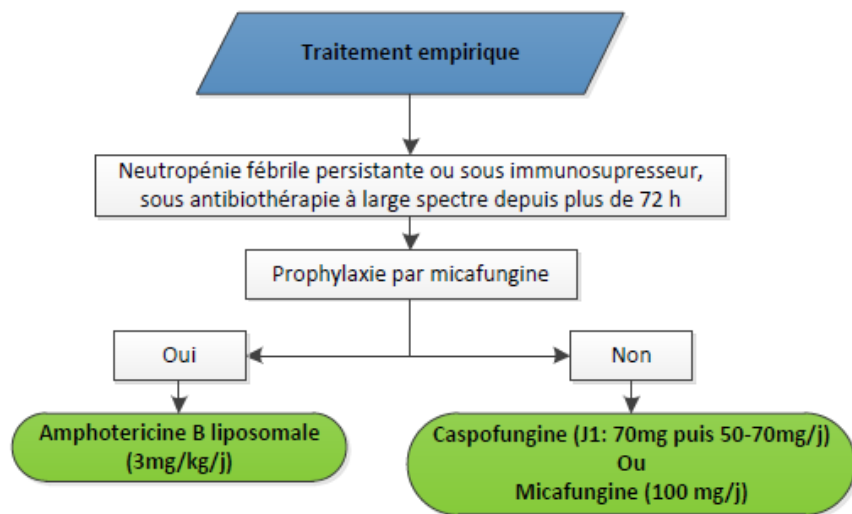 Traitement empirique
Neutropénie fébrile persistante ou sous immunosupresseur,
sous antibiothérapie à large spectre depuis plus de 72 h
Prophylaxie par micafungine
Oui
Non
Amphotericine B liposomale
(3mg/kg/j)
Caspofungine (J1: 70mg puis 50-70mg/j)
Ou
Micafungine (100 mg/j)